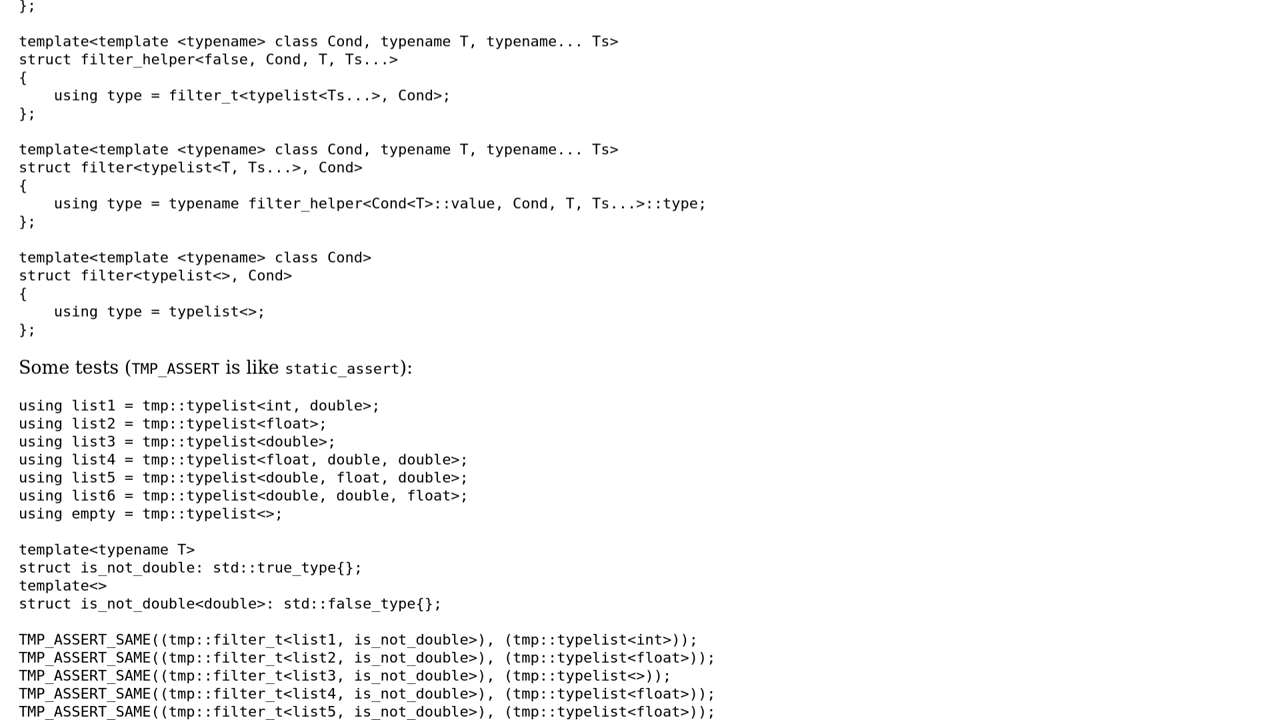 };
template<template <typename> class Cond, typename T, typename... Ts>
struct filter_helper<false, Cond, T, Ts...>
{
    using type = filter_t<typelist<Ts...>, Cond>;
};
template<template <typename> class Cond, typename T, typename... Ts>
struct filter<typelist<T, Ts...>, Cond>
{
    using type = typename filter_helper<Cond<T>::value, Cond, T, Ts...>::type;
};
template<template <typename> class Cond>
struct filter<typelist<>, Cond>
{
    using type = typelist<>;
};
Some tests (TMP_ASSERT is like static_assert):
using list1 = tmp::typelist<int, double>;
using list2 = tmp::typelist<float>;
using list3 = tmp::typelist<double>;
using list4 = tmp::typelist<float, double, double>;
using list5 = tmp::typelist<double, float, double>;
using list6 = tmp::typelist<double, double, float>;
using empty = tmp::typelist<>;
template<typename T>
struct is_not_double: std::true_type{};
template<>
struct is_not_double<double>: std::false_type{};
TMP_ASSERT_SAME((tmp::filter_t<list1, is_not_double>), (tmp::typelist<int>));
TMP_ASSERT_SAME((tmp::filter_t<list2, is_not_double>), (tmp::typelist<float>));
TMP_ASSERT_SAME((tmp::filter_t<list3, is_not_double>), (tmp::typelist<>));
TMP_ASSERT_SAME((tmp::filter_t<list4, is_not_double>), (tmp::typelist<float>));
TMP_ASSERT_SAME((tmp::filter_t<list5, is_not_double>), (tmp::typelist<float>));